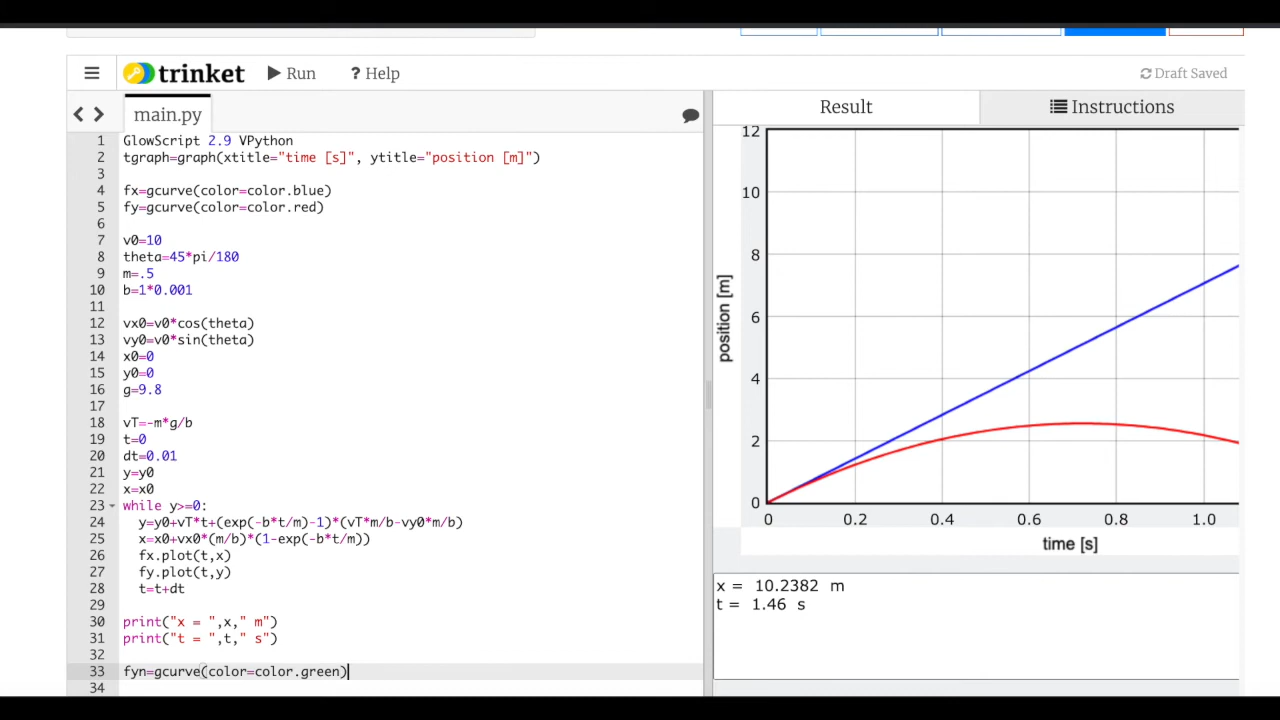 trinket
Run
? Help
Draft Saved
main.py
Result
Instructions
1 GlowScript 2.9 VPython
2 tgraph=graph(xtitle="time [s]", ytitle="position [m]")
3
4 fx=gcurve(color=color.blue)
5 fy=gcurve(color=color.red)
6
7 v0=10
8 theta=45*pi/180
9 m=.5
10 b=1*0.001
11
12 vx0=v0*cos(theta)
13 vy0=v0*sin(theta)
14 x0=0
15 y0=0
16 g=9.8
17
18 vT=-m*g/b
19 t=0
20 dt=0.01
21 y=y0
22 x=x0
23 while y>=0:
24 y=y0+vT*t+(exp(-b*t/m)-1)*(vT*m/b-vy0*m/b)
25 x=x0+vx0*(m/b)*(1-exp(-b*t/m))
26 fx.plot(t,x)
27 fy.plot(t,y)
28 t=t+dt
29
30 print("x = ",x," m")
31 print("t = ",t," s")
32
33 fyn=gcurve(color=color.green)
34
12
10
8
6
4
2
0
position [m]
0 0.2 0.4 0.6 0.8 1.0
time [s]
x = 10.2382 m
t = 1.46 s